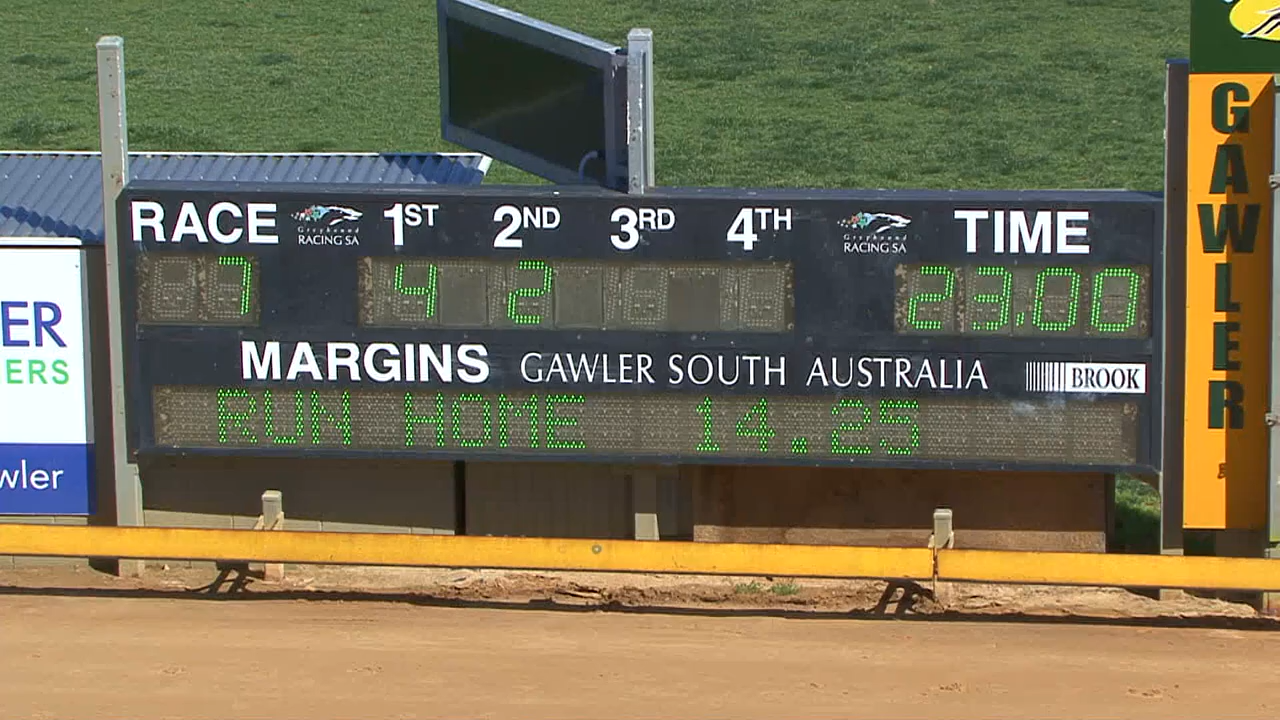 RACE Greyhound RACING SA 1ST 2ND 3RD 4TH Greyhound RACING SA TIME
7 4 2 23.00
MARGINS GAWLER SOUTH AUSTRALIA BROOK
RUN HOME 14.25
GAWLER
ER
ERS
wler